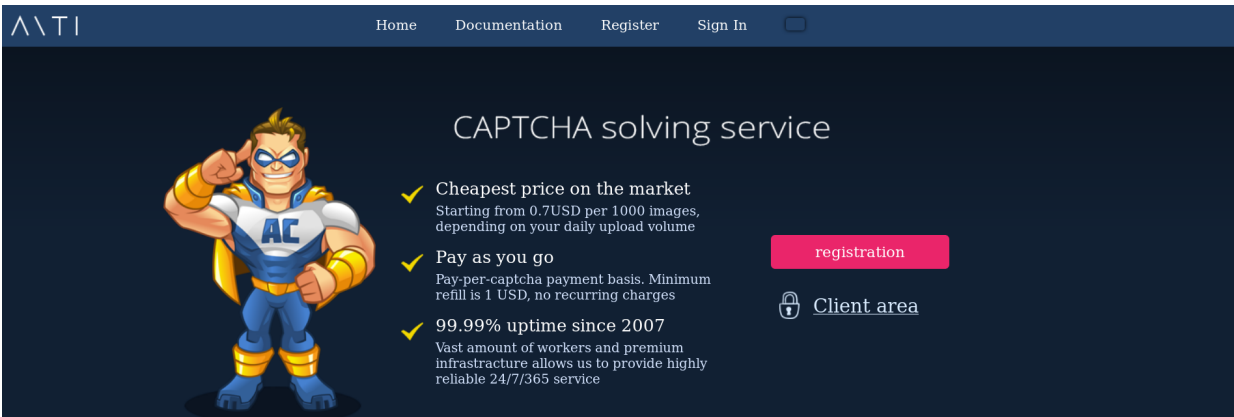 ANTI
Home Documentation Register Sign In
CAPTCHA solving service
AC
Cheapest price on the market
Starting from 0.7USD per 1000 images,
depending on your daily upload volume
Pay as you go
Pay-per-captcha payment basis. Minimum
refill is 1 USD, no recurring charges
99.99% uptime since 2007
Vast amount of workers and premium
infrastracture allows us to provide highly
reliable 24/7/365 service
registration
Client area